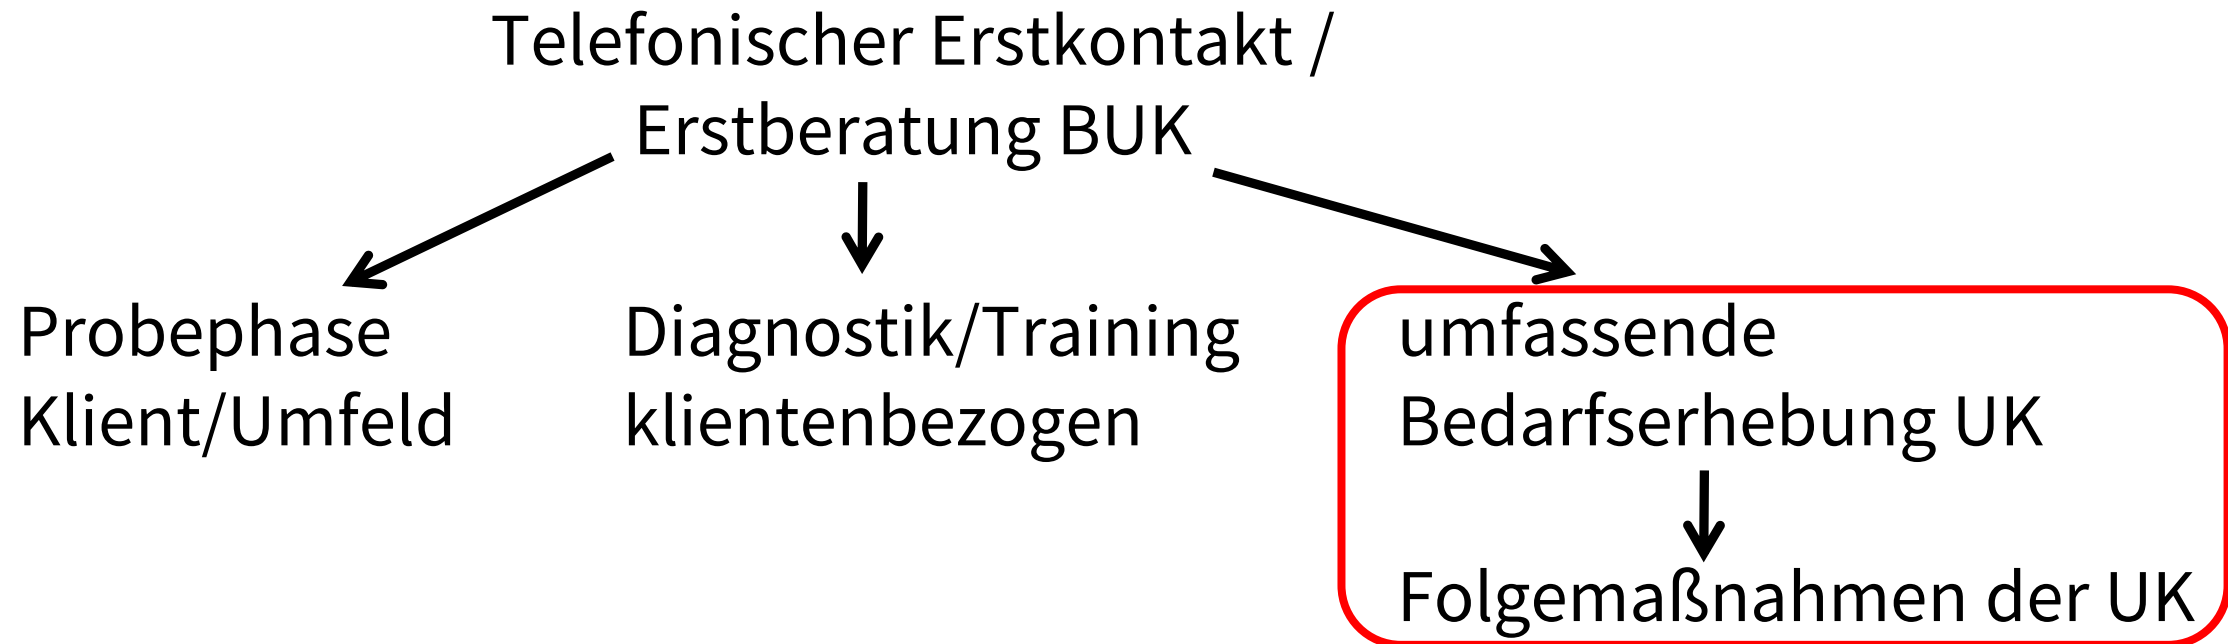 Telefonischer Erstkontakt /
Erstberatung BUK
Probephase
Klient/Umfeld
Diagnostik/Training
klientenbezogen
umfassende
Bedarfserhebung UK
Folgemaßnahmen der UK